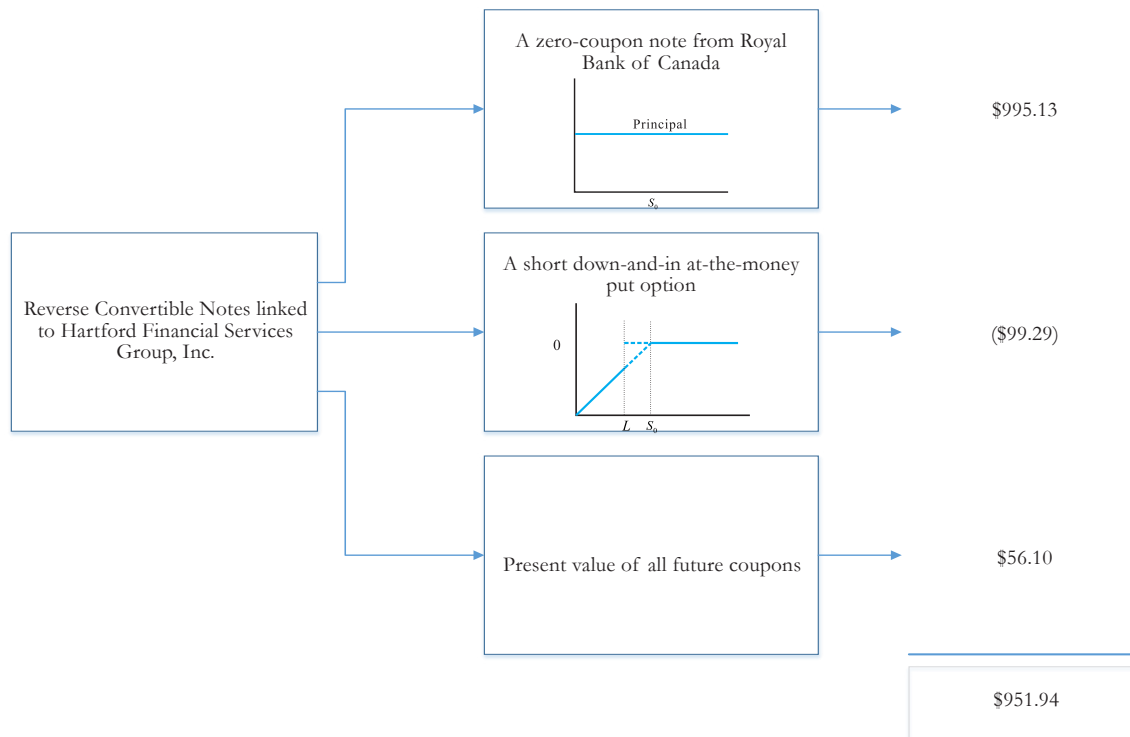 A zero-coupon note from Royal
Bank of Canada
Principal
S₀
$995.13
Reverse Convertible Notes linked
to Hartford Financial Services
Group, Inc.
A short down-and-in at-the-money
put option
0
L S₀
($99.29)
Present value of all future coupons
$56.10
$951.94